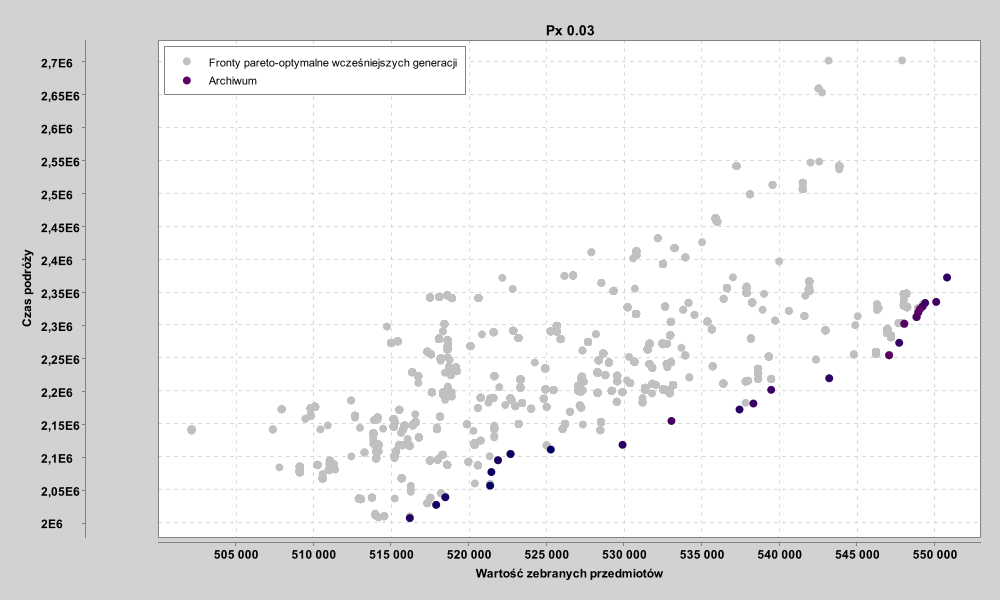 Px 0.03
Fronty pareto-optymalne wcześniejszych generacji
Archiwum
2,7E6
2,65E6
2,6E6
2,55E6
2,5E6
2,45E6
2,4E6
2,35E6
2,3E6
2,25E6
2,2E6
2,15E6
2,1E6
2,05E6
2E6
Czas podróży
505 000 510 000 515 000 520 000 525 000 530 000 535 000 540 000 545 000 550 000
Wartość zebranych przedmiotów